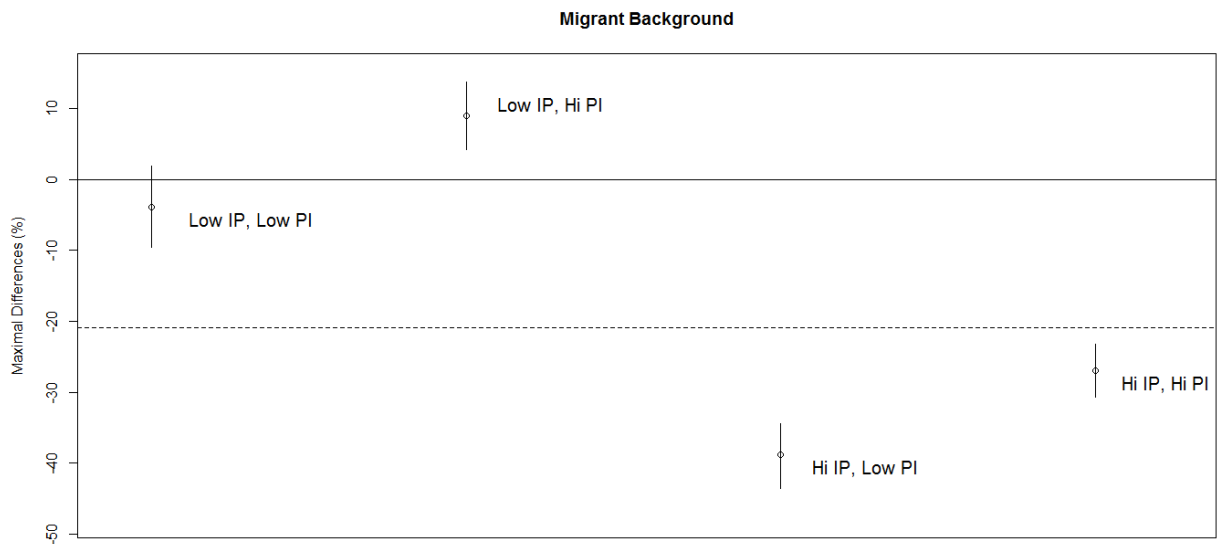 Migrant Background
Maximal Differences (%)
10
0
-10
-20
-30
-40
-50
Low IP, Low PI
Low IP, Hi PI
Hi IP, Low PI
Hi IP, Hi PI